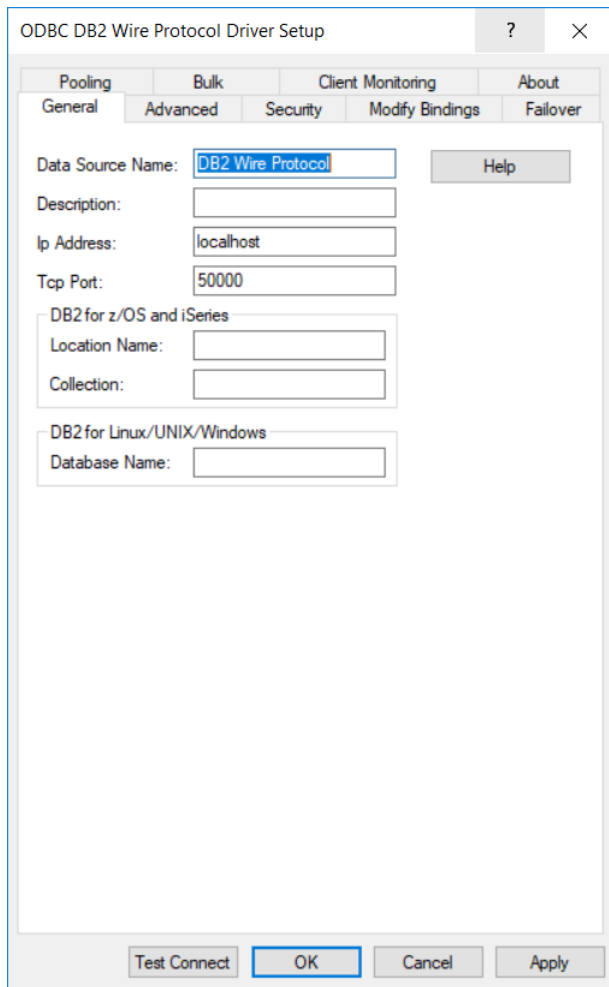 ODBC DB2 Wire Protocol Driver Setup ?
Pooling Bulk Client Monitoring About
General Advanced Security Modify Bindings Failover
Data Source Name: DB2 Wire Protocol Help
Description:
Ip Address: localhost
Tcp Port: 50000
DB2 for z/OS and iSeries
Location Name:
Collection:
DB2 for Linux/UNIX/Windows
Database Name:
Test Connect OK Cancel Apply